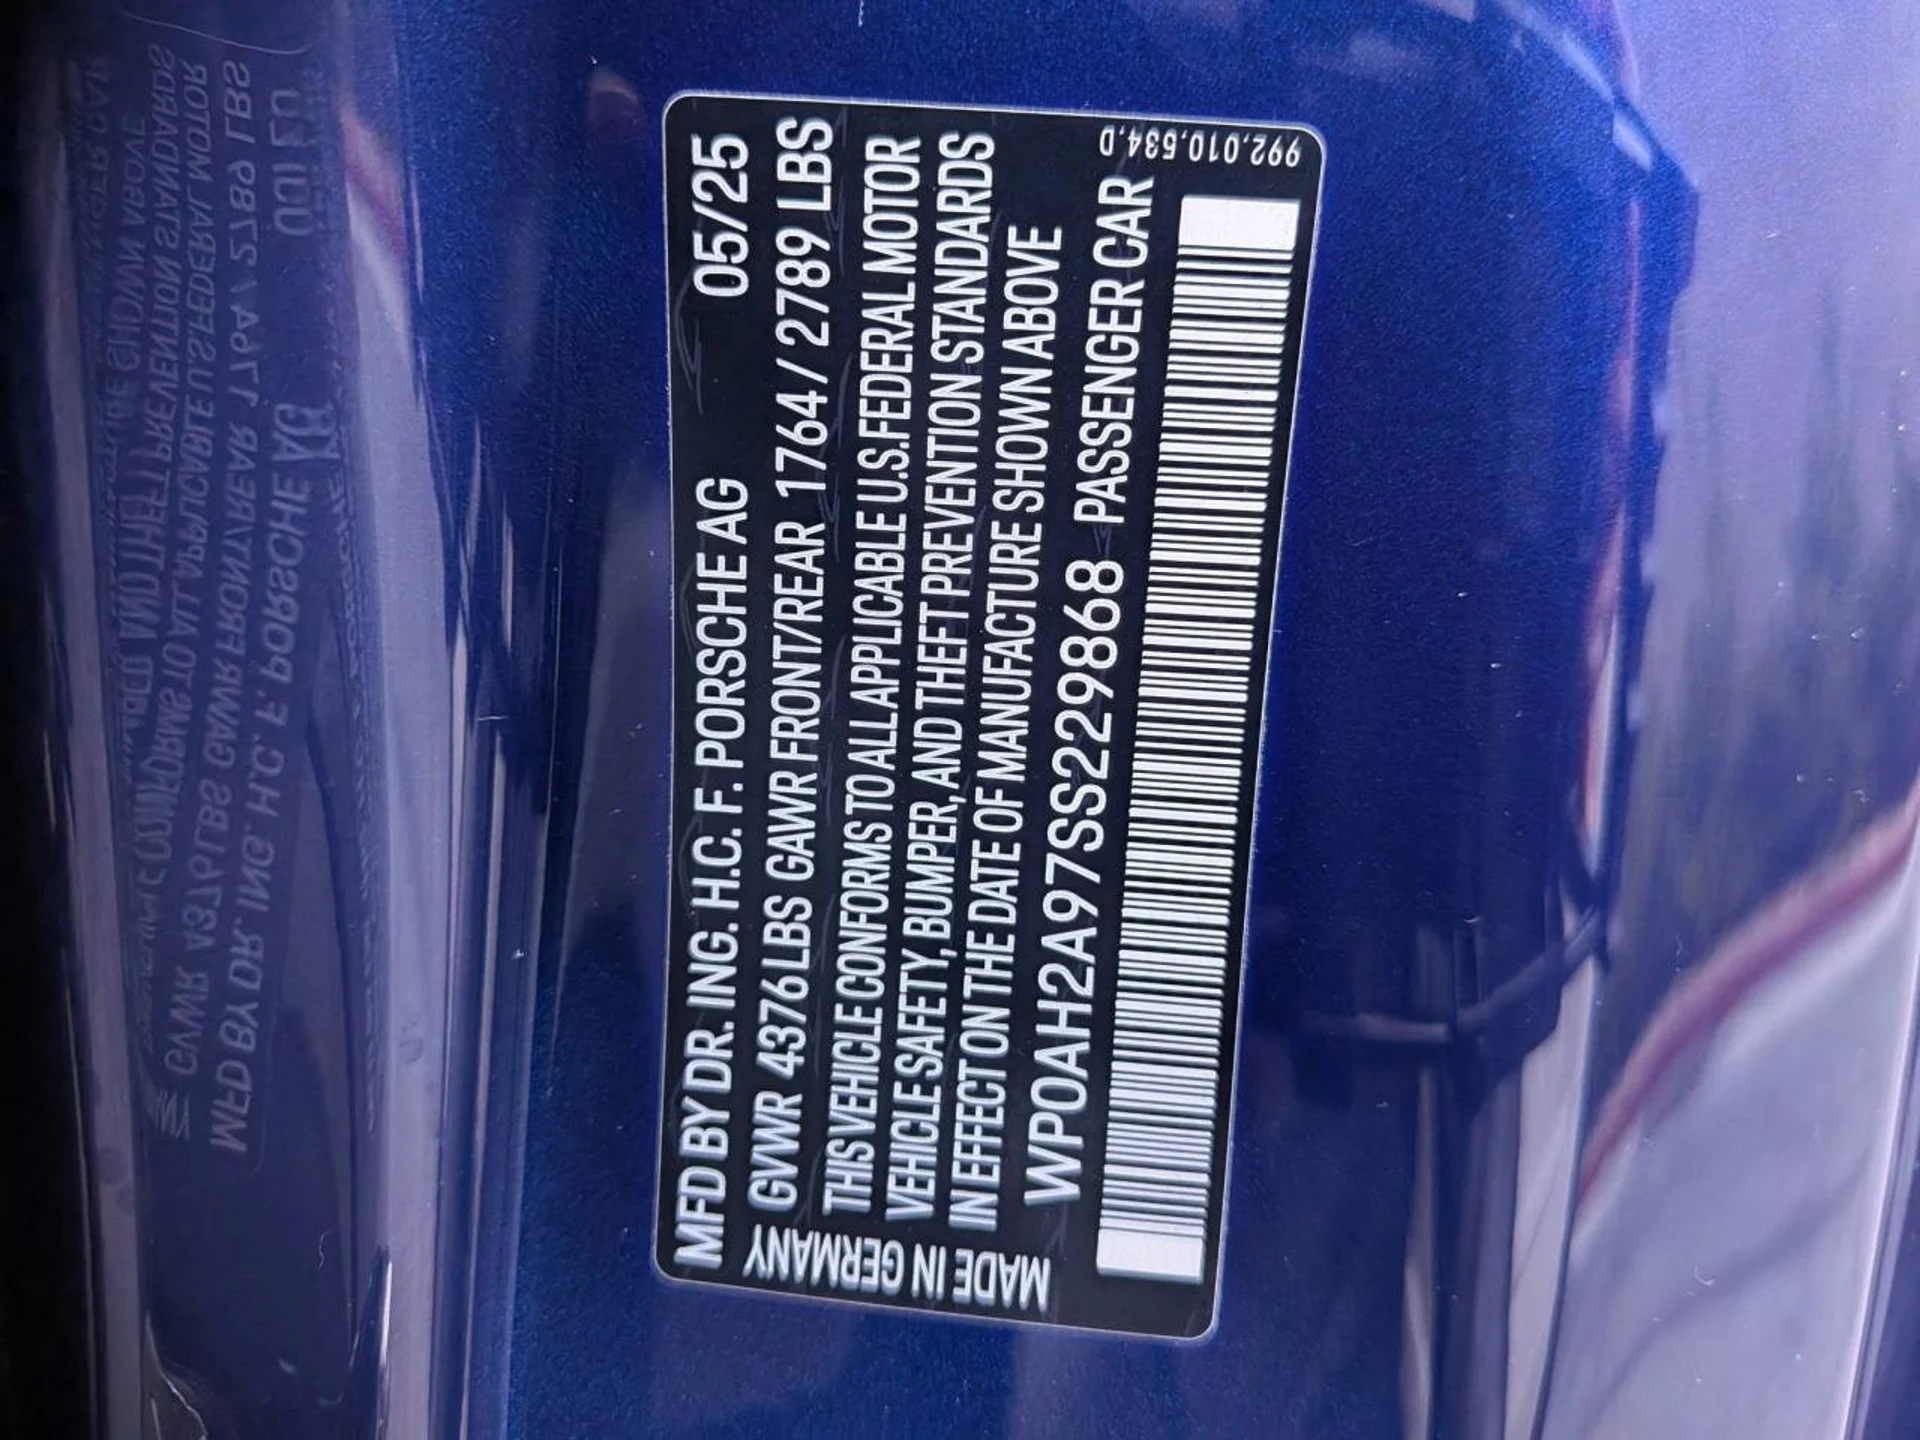 MFD BY DR. ING. H.C. F. PORSCHE AG 05/25
GVWR 4376LBS GAWR FRONT/REAR 1764/2789 LBS
THIS VEHICLE CONFORMS TO ALL APPLICABLE U.S.FEDERAL MOTOR
VEHICLE SAFETY, BUMPER, AND THEFT PREVENTION STANDARDS
IN EFFECT ON THE DATE OF MANUFACTURE SHOWN ABOVE
WP0AH2A97SS229868 PASSENGER CAR
MADE IN GERMANY
992.010.534.D